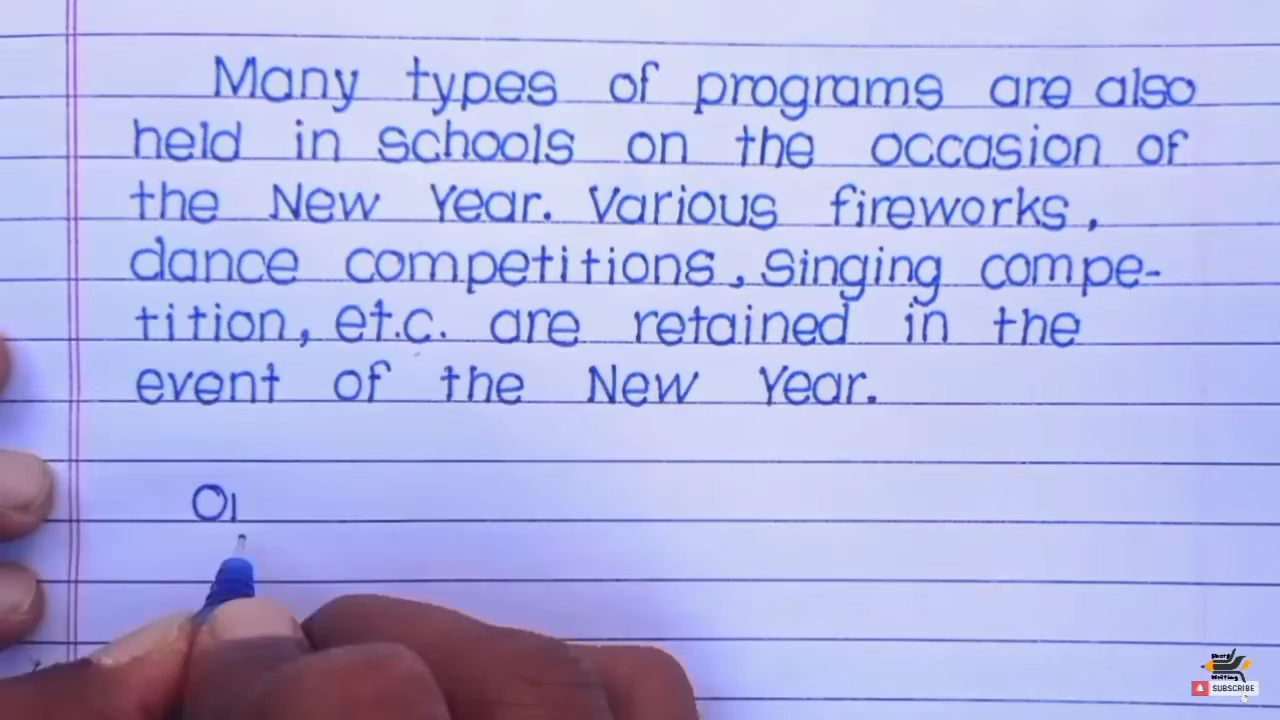 Many types of programs are also
held in schools on the occasion of
the New Year. Various fireworks,
dance competitions, Singing compe-
tition, et.c. are retained in the
event of the New Year.
SUBSCRIBE